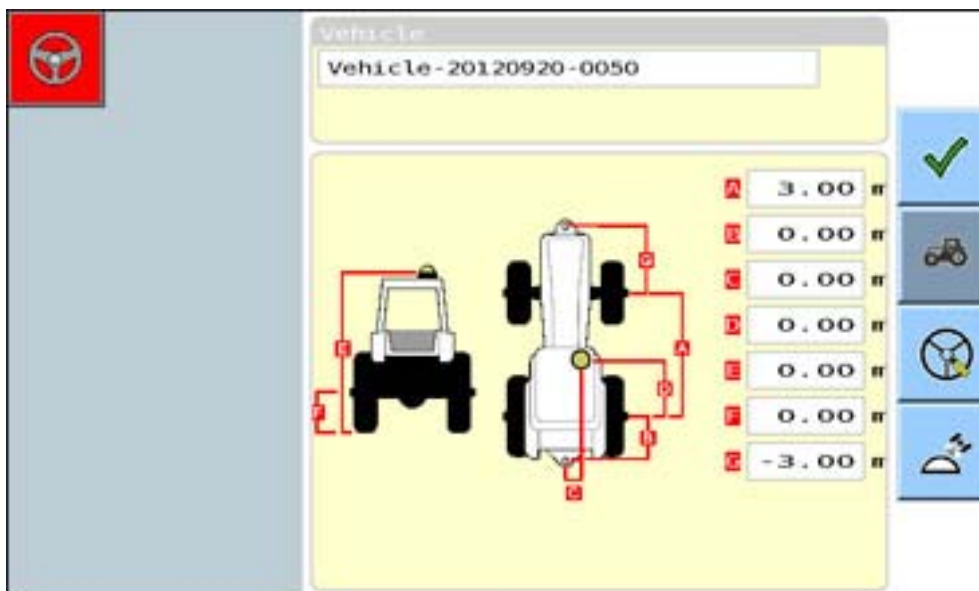 Vehicle
Vehicle-20120920-0050
A 3.00 m
B 0.00 m
C 0.00 m
D 0.00 m
E 0.00 m
F 0.00 m
G -3.00 m
E
F
G
A
D
B
C